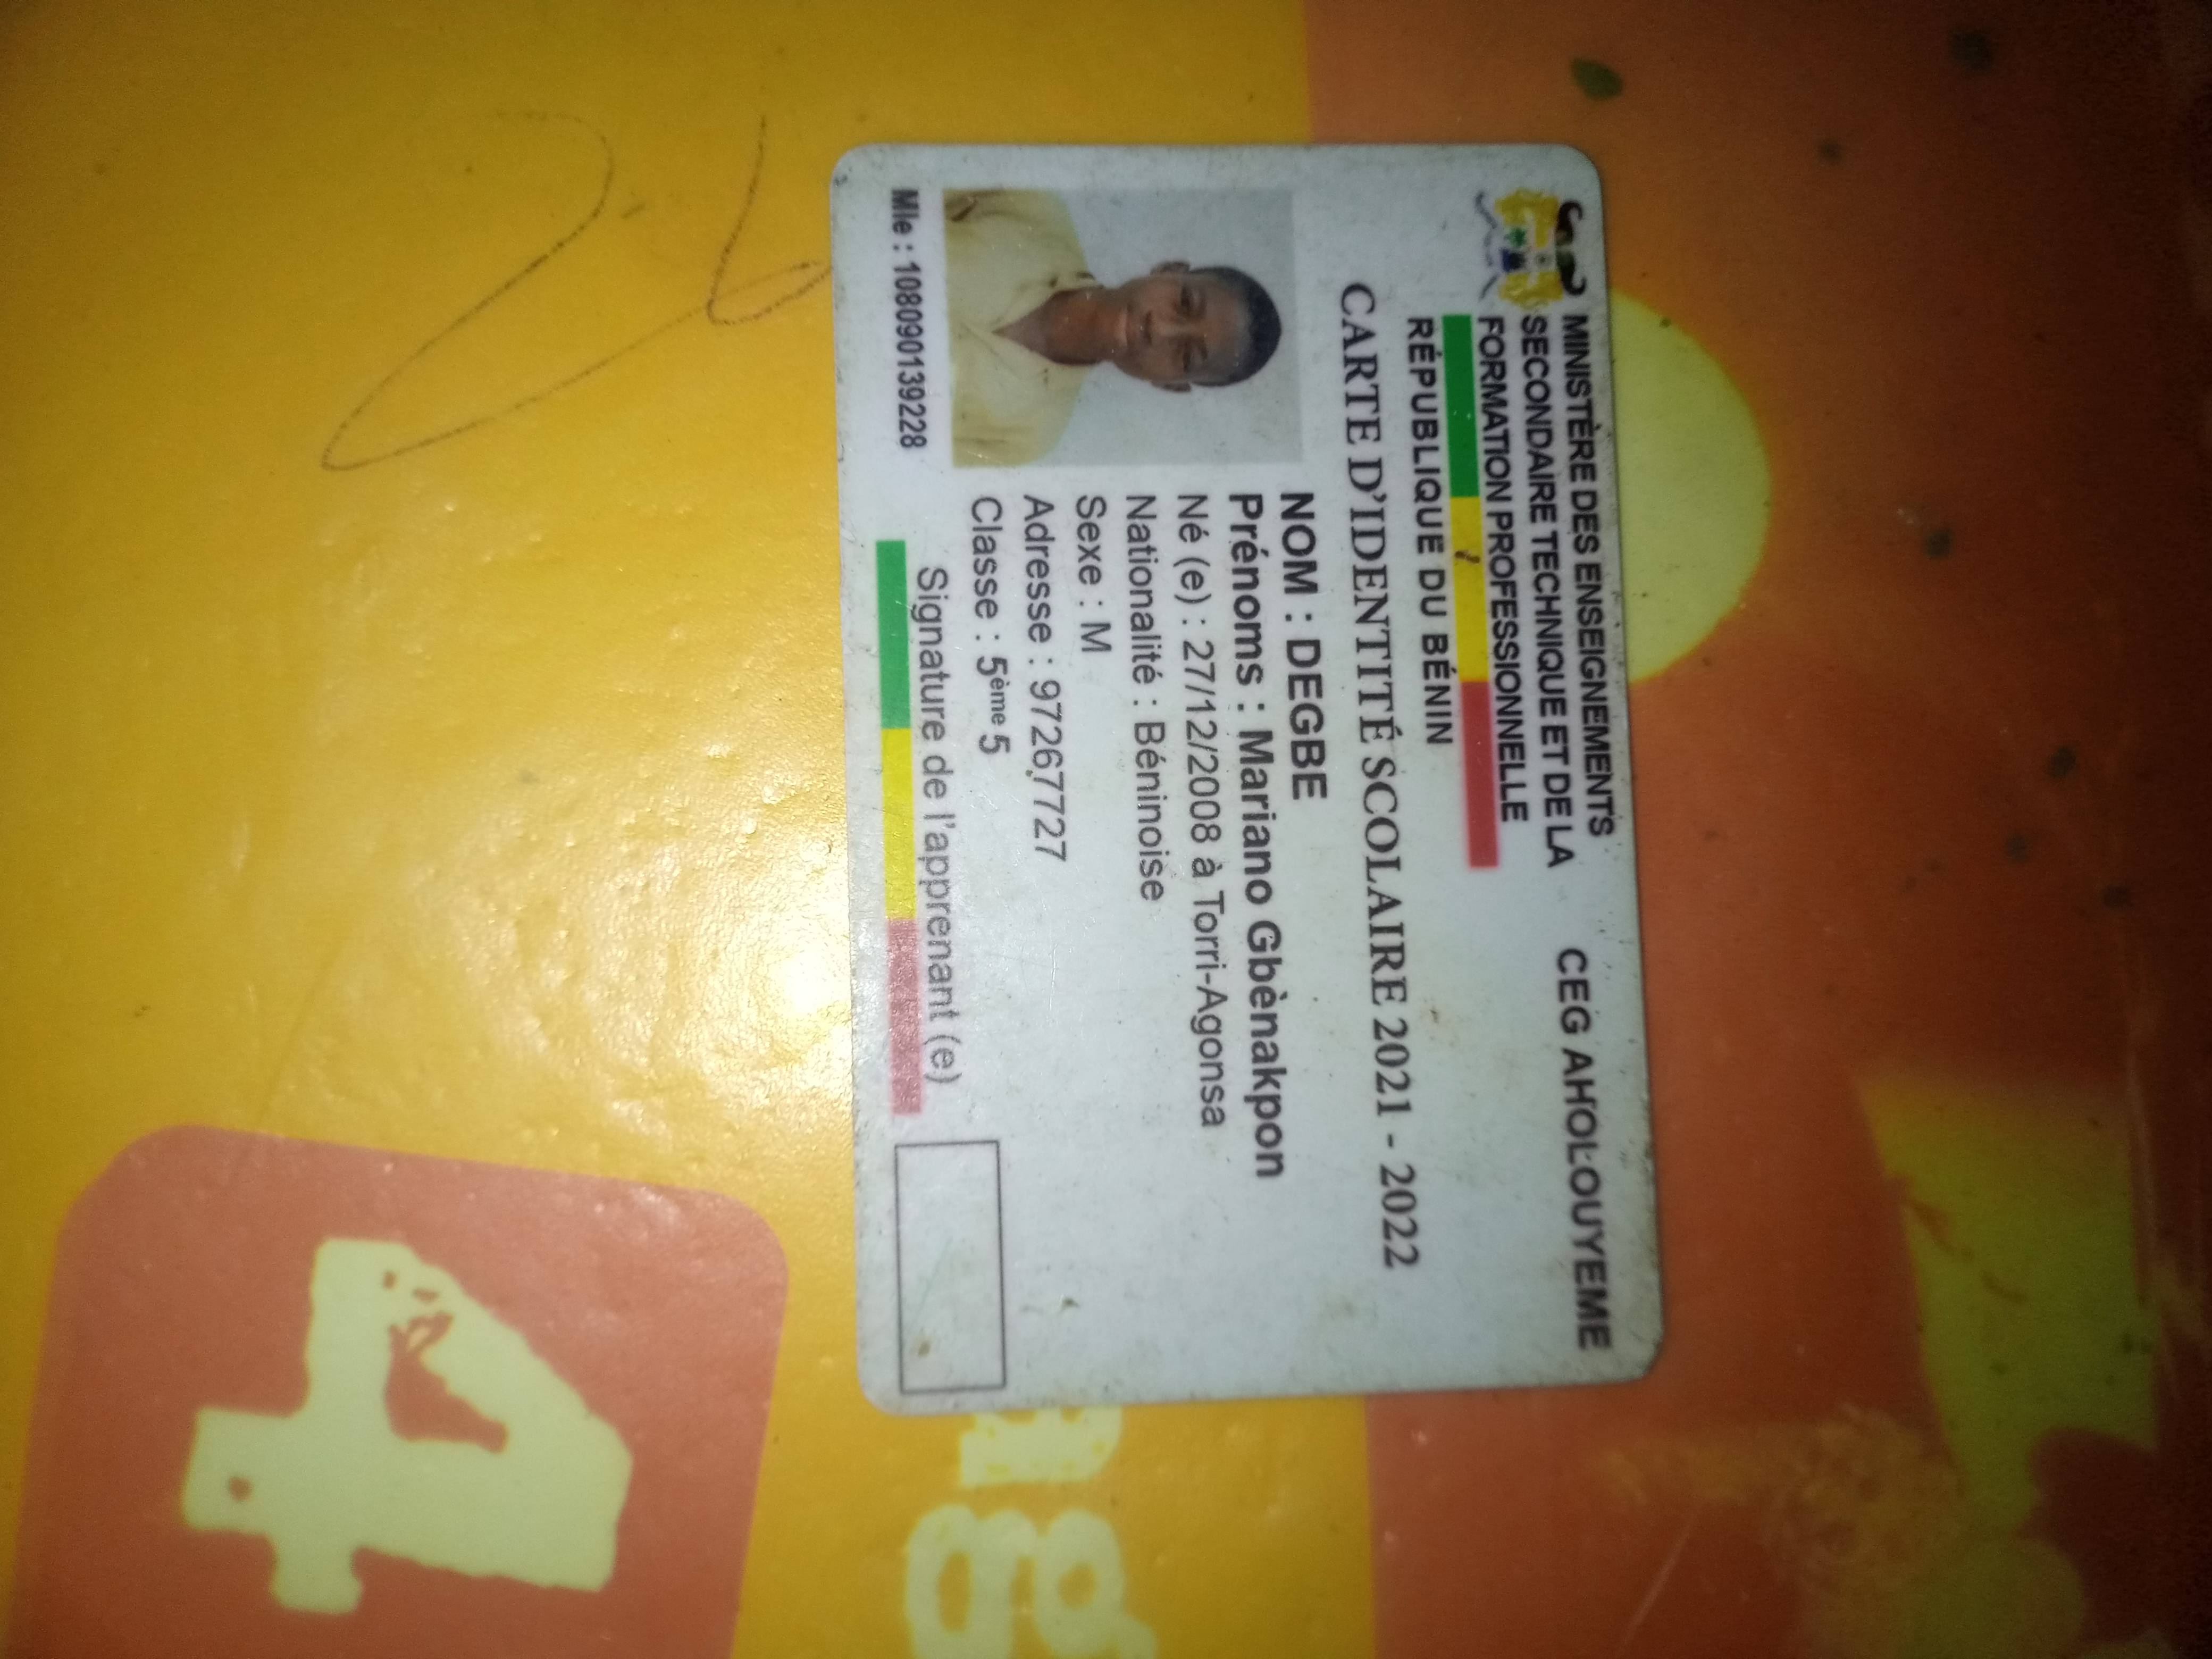 MINISTÈRE DES ENSEIGNEMENTS
SECONDAIRE TECHNIQUE ET DE LA
FORMATION PROFESSIONNELLE
RÉPUBLIQUE DU BÉNIN
CEG AHOLOUYEME
CARTE D'IDENTITÉ SCOLAIRE 2021 - 2022
NOM : DEGBE
Prénoms : Mariano Gbènakpon
Né (e) : 27/12/2008 à Torri-Agonsa
Nationalité : Béninoise
Sexe : M
Adresse : 97267727
Classe : 5ème 5
Mle : 108090139228
Signature de l'apprenant (e)
4